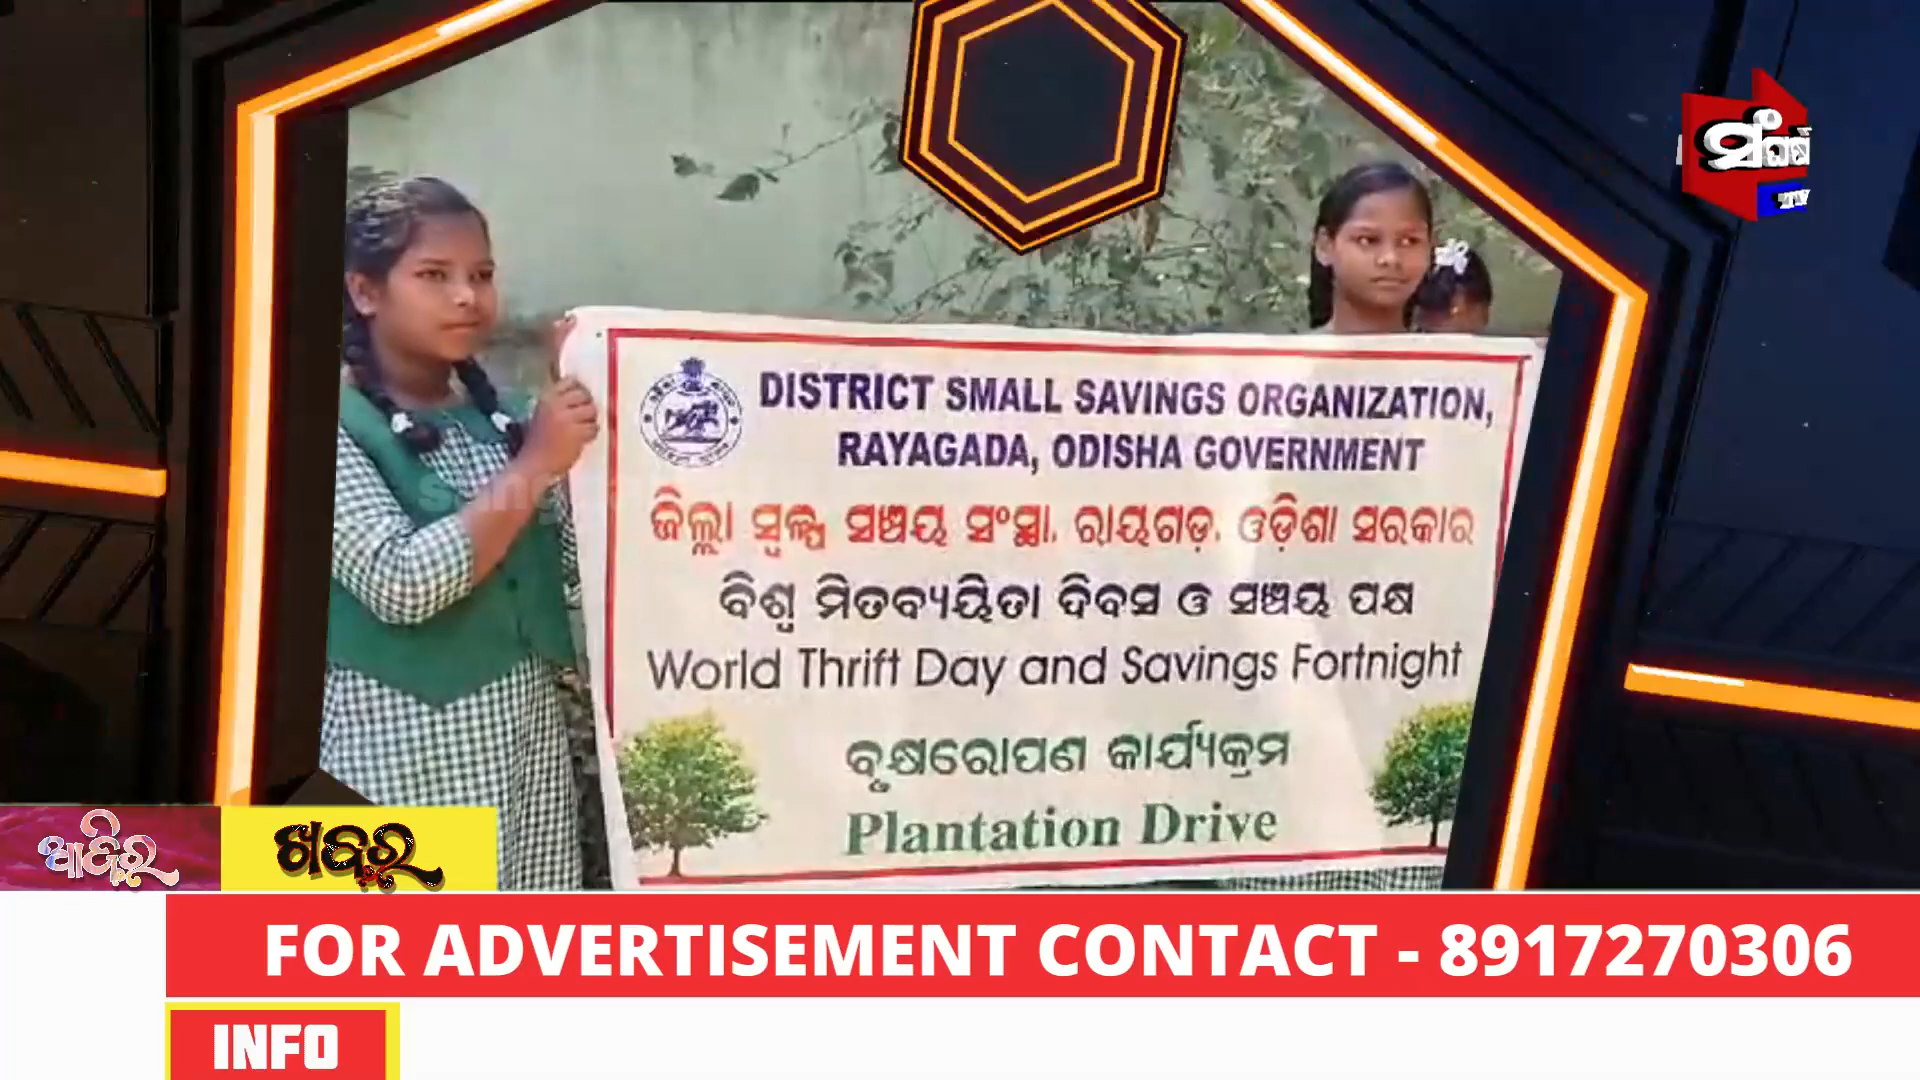 ସଂଘର୍ଷ
DISTRICT SMALL SAVINGS ORGANIZATION,
RAYAGADA, ODISHA GOVERNMENT
ଜିଲ୍ଲା ସ୍ୱଳ୍ପ ସଞ୍ଚୟ ସଂସ୍ଥା, ରାୟଗଡ଼, ଓଡ଼ିଶା ସରକାର
ବିଶ୍ୱ ମିତବ୍ୟୟିତା ଦିବସ ଓ ସଞ୍ଚୟ ପକ୍ଷ
World Thrift Day and Savings Fortnight
ବୃକ୍ଷରୋପଣ କାର୍ଯ୍ୟକ୍ରମ
Plantation Drive
ଆଜିର ଖବର
FOR ADVERTISEMENT CONTACT - 8917270306
INFO